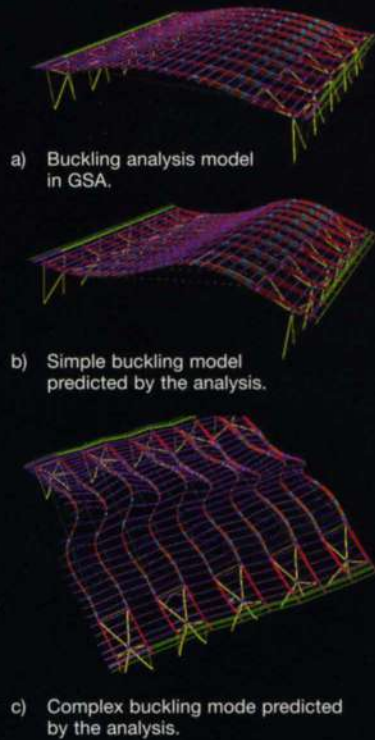 a) Buckling analysis model
in GSA.
b) Simple buckling model
predicted by the analysis.
c) Complex buckling mode predicted
by the analysis.